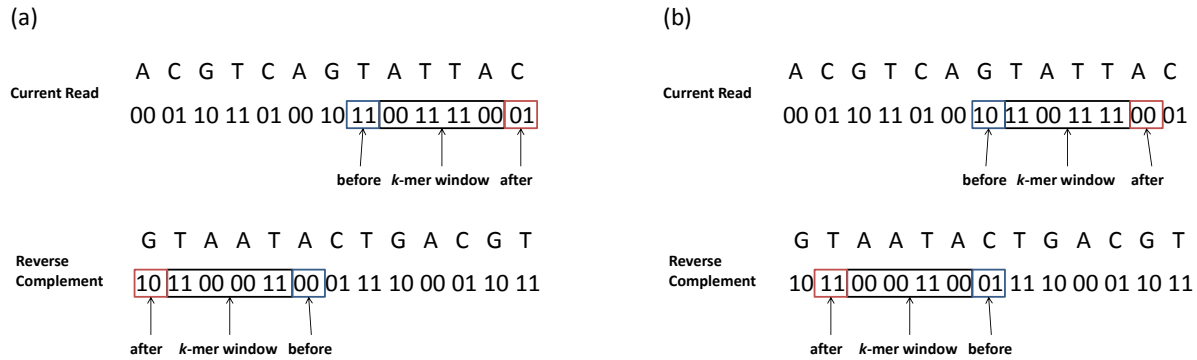 (a)
A C G T C A G T A T T A C
Current Read
00 01 10 11 01 00 10 11 00 11 11 00 01
before k-mer window after
G T A A T A C T G A C G T
Reverse
Complement
10 11 00 00 11 00 01 11 10 00 01 10 11
after k-mer window before
(b)
A C G T C A G T A T T A C
Current Read
00 01 10 11 01 00 10 11 00 11 11 00 01
before k-mer window after
G T A A T A C T G A C G T
Reverse
Complement
10 11 00 00 11 00 01 11 10 00 01 10 11
after k-mer window before